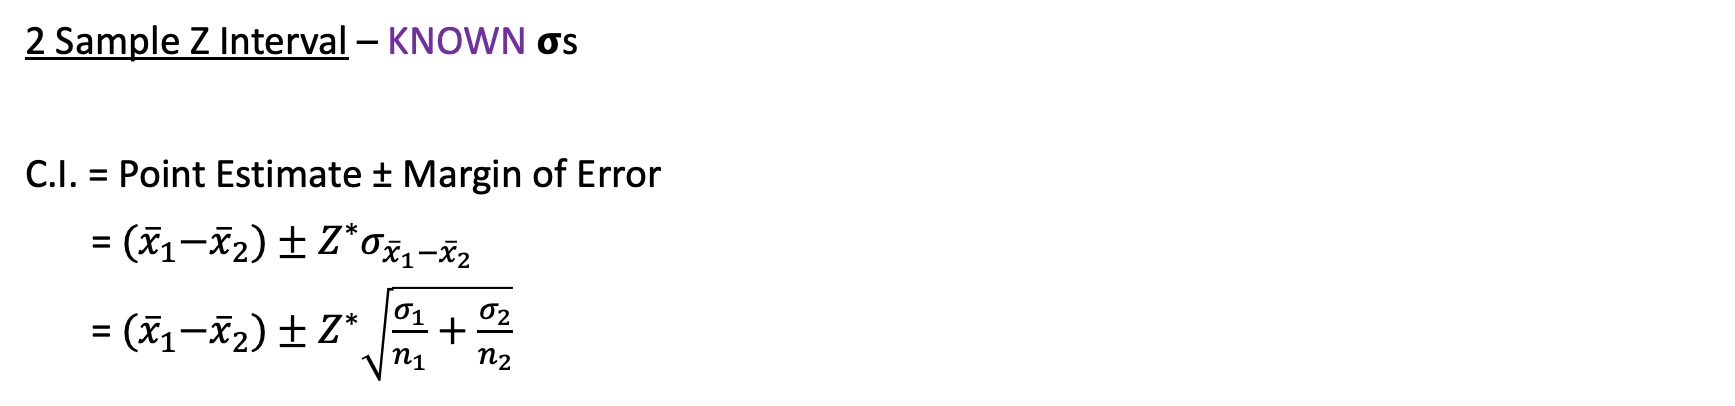 2 Sample Z Interval – KNOWN σs
C.I. = Point Estimate ± Margin of Error
= (x̄₁−x̄₂) ± Z*σ_{x̄₁−x̄₂}
= (x̄₁−x̄₂) ± Z* √(σ₁/n₁ + σ₂/n₂)